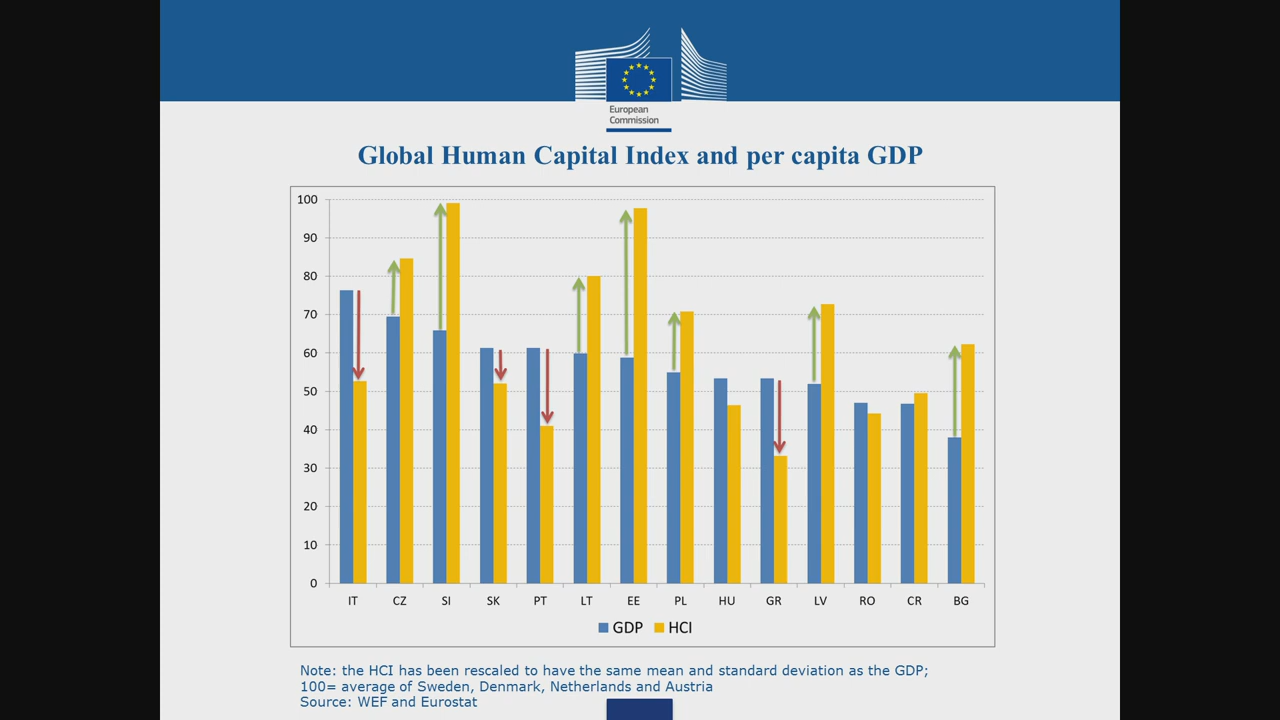 European
Commission
Global Human Capital Index and per capita GDP
100
90
80
70
60
50
40
30
20
10
0
IT CZ SI SK PT LT EE PL HU GR LV RO CR BG
GDP HCI
Note: the HCI has been rescaled to have the same mean and standard deviation as the GDP;
100= average of Sweden, Denmark, Netherlands and Austria
Source: WEF and Eurostat